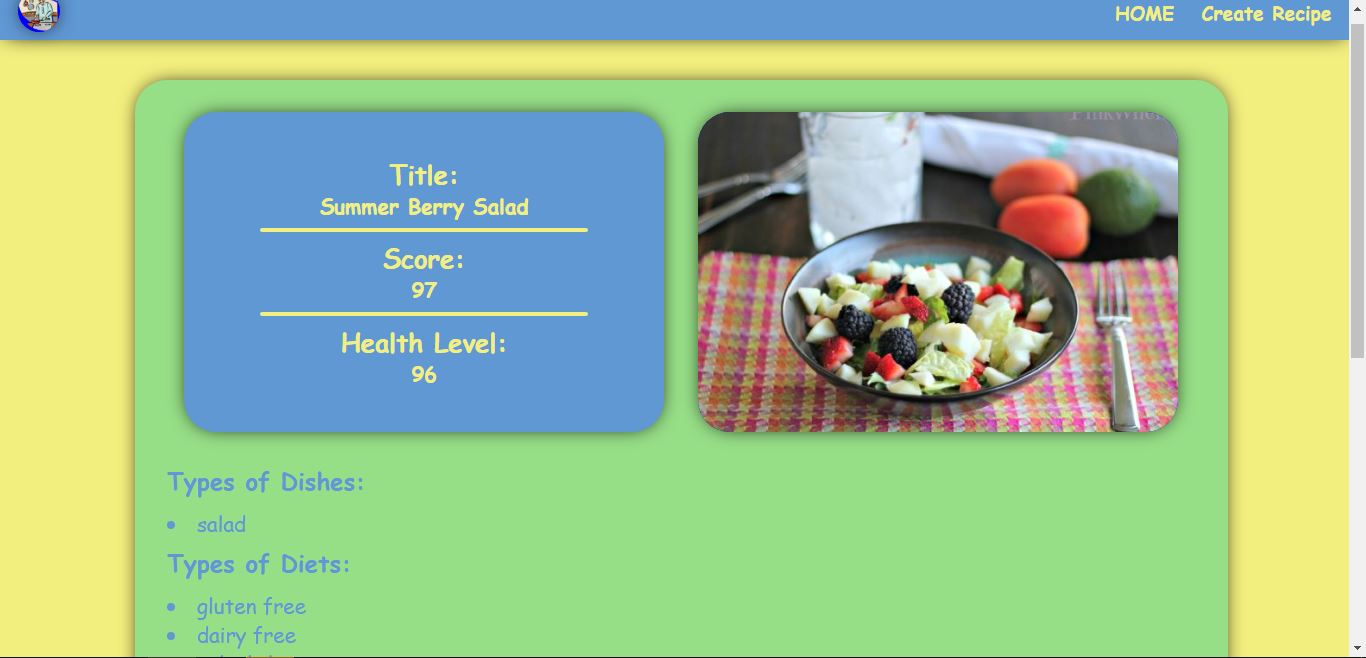 HOME Create Recipe
Title:
Summer Berry Salad
Score:
97
Health Level:
96
Types of Dishes:
salad
Types of Diets:
gluten free
dairy free